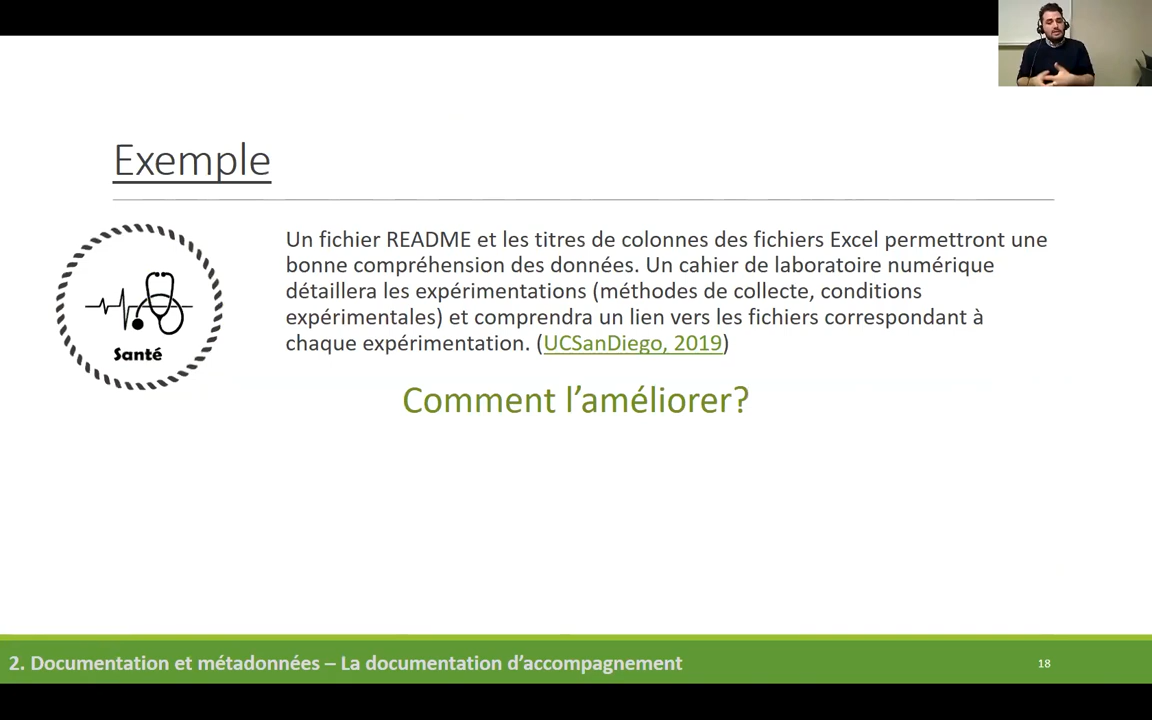 Exemple
Un fichier README et les titres de colonnes des fichiers Excel permettront une
bonne compréhension des données. Un cahier de laboratoire numérique
détaillera les expérimentations (méthodes de collecte, conditions
expérimentales) et comprendra un lien vers les fichiers correspondant à
chaque expérimentation. (UCSanDiego, 2019)
Santé
Comment l’améliorer?
2. Documentation et métadonnées – La documentation d’accompagnement
18